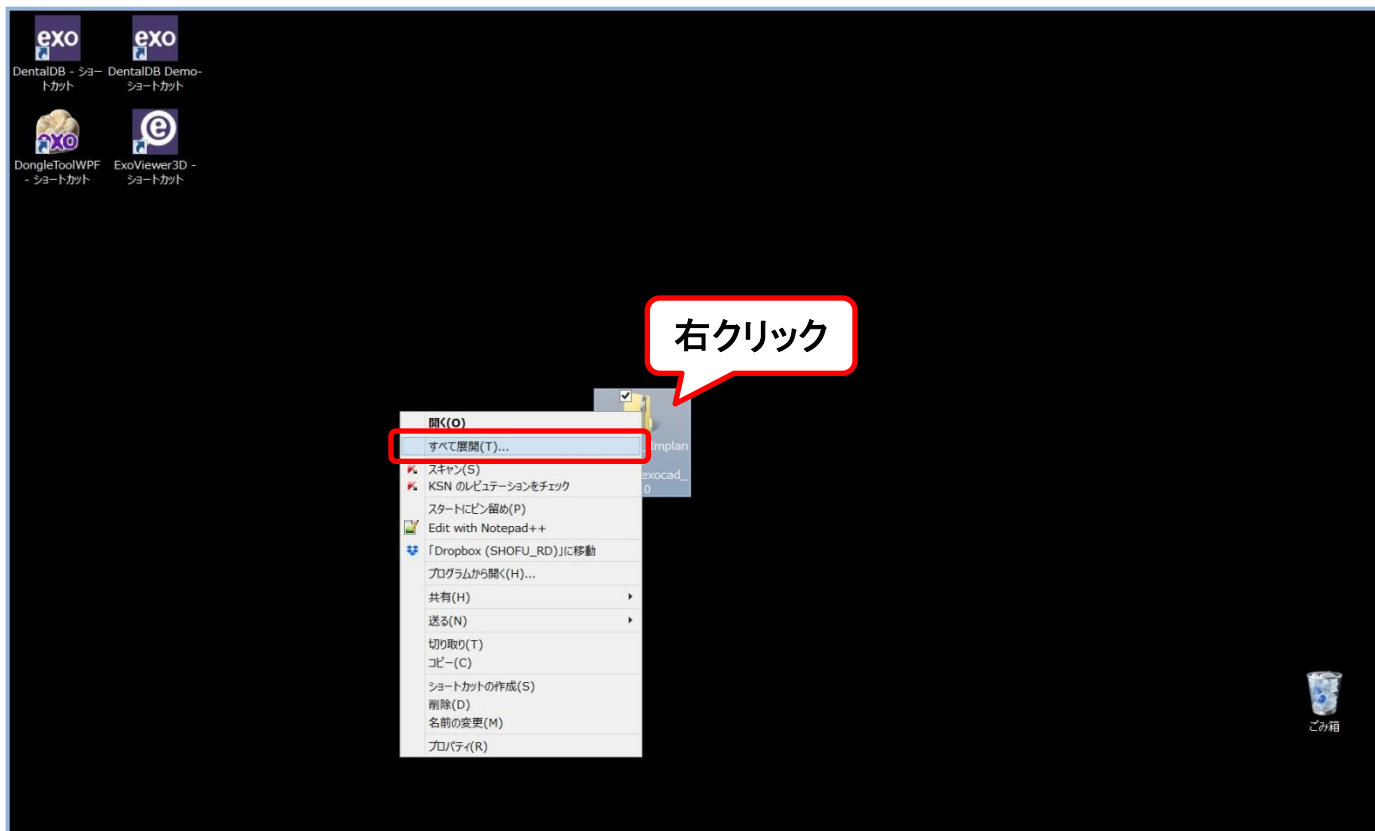 exo
exo
DentalDB - ショー
トカット
DentalDB Demo-
ショートカット
exo
e
DongleToolWPF
- ショートカット
ExoViewer3D -
ショートカット
右クリック
開く(O)
すべて展開(T)...
Implan
スキャン(S)
exocad_
KSN のレピュテーションをチェック
0
スタートにピン留め(P)
Edit with Notepad++
「Dropbox (SHOFU_RD)」に移動
プログラムから開く(H)...
共有(H)
送る(N)
切り取り(T)
コピー(C)
ショートカットの作成(S)
削除(D)
名前の変更(M)
プロパティ(R)
ごみ箱